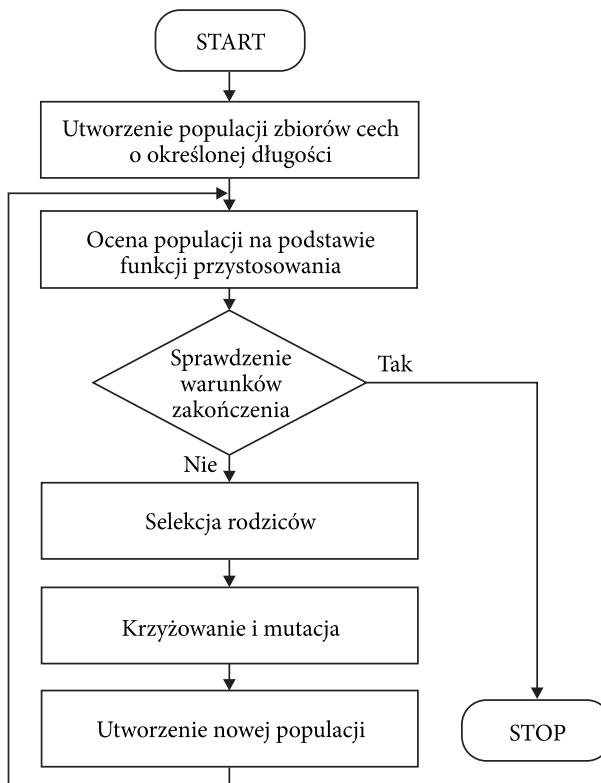 START
Utworzenie populacji zbiorów cech
o określonej długości
Ocena populacji na podstawie
funkcji przystosowania
Sprawdzenie
warunków
zakończenia
Tak
Nie
Selekcja rodziców
Krzyżowanie i mutacja
Utworzenie nowej populacji
STOP